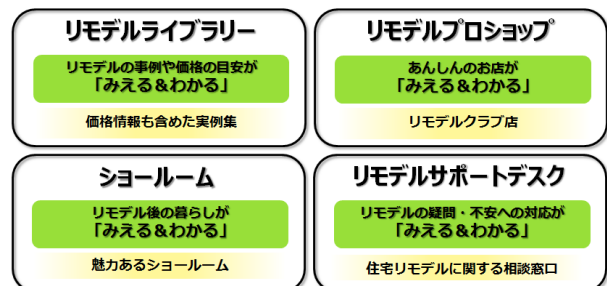 リモデルライブラリー
リモデルの事例や価格の目安が
「みえる&わかる」
価格情報も含めた実例集
リモデルプロショップ
あんしんのお店が
「みえる&わかる」
リモデルクラブ店
ショールーム
リモデル後の暮らしが
「みえる&わかる」
魅力あるショールーム
リモデルサポートデスク
リモデルの疑問・不安への対応が
「みえる&わかる」
住宅リモデルに関する相談窓口